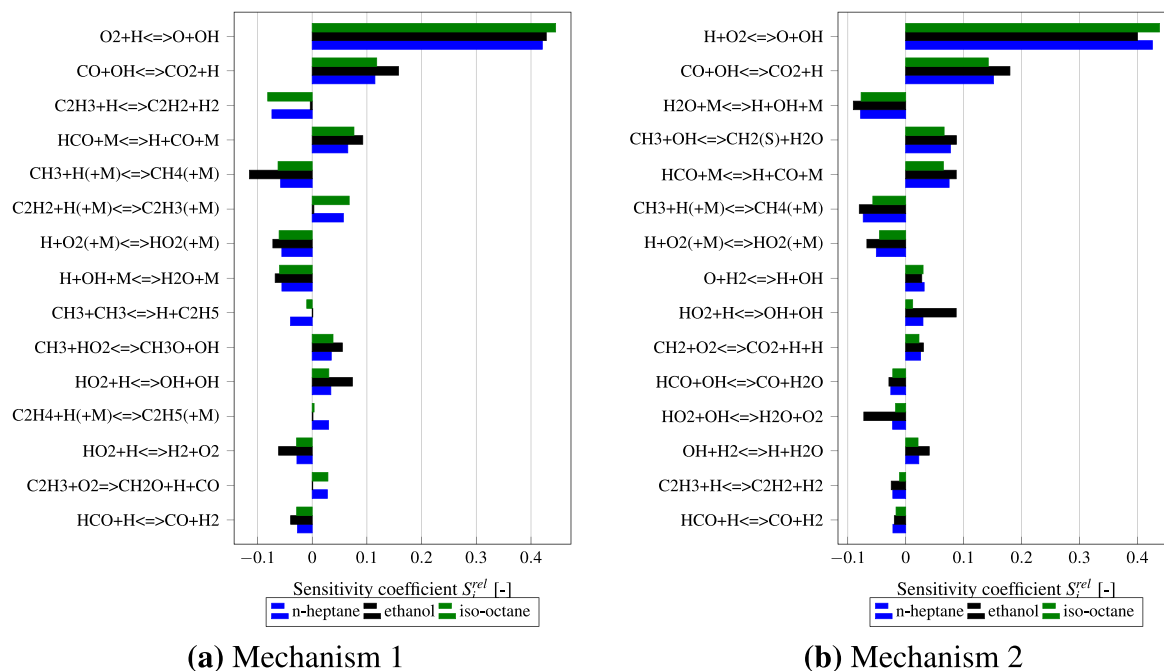 O2+H<=>O+OH
CO+OH<=>CO2+H
C2H3+H<=>C2H2+H2
HCO+M<=>H+CO+M
CH3+H(+M)<=>CH4(+M)
C2H2+H(+M)<=>C2H3(+M)
H+O2(+M)<=>HO2(+M)
H+OH+M<=>H2O+M
CH3+CH3<=>H+C2H5
CH3+HO2<=>CH3O+OH
HO2+H<=>OH+OH
C2H4+H(+M)<=>C2H5(+M)
HO2+H<=>H2+O2
C2H3+O2=>CH2O+H+CO
HCO+H<=>CO+H2
−0.1 0 0.1 0.2 0.3 0.4
Sensitivity coefficient S_i^rel [-]
n-heptane ethanol iso-octane
(a) Mechanism 1
H+O2<=>O+OH
CO+OH<=>CO2+H
H2O+M<=>H+OH+M
CH3+OH<=>CH2(S)+H2O
HCO+M<=>H+CO+M
CH3+H(+M)<=>CH4(+M)
H+O2(+M)<=>HO2(+M)
O+H2<=>H+OH
HO2+H<=>OH+OH
CH2+O2<=>CO2+H+H
HCO+OH<=>CO+H2O
HO2+OH<=>H2O+O2
OH+H2<=>H+H2O
C2H3+H<=>C2H2+H2
HCO+H<=>CO+H2
−0.1 0 0.1 0.2 0.3 0.4
Sensitivity coefficient S_i^rel [-]
n-heptane ethanol iso-octane
(b) Mechanism 2